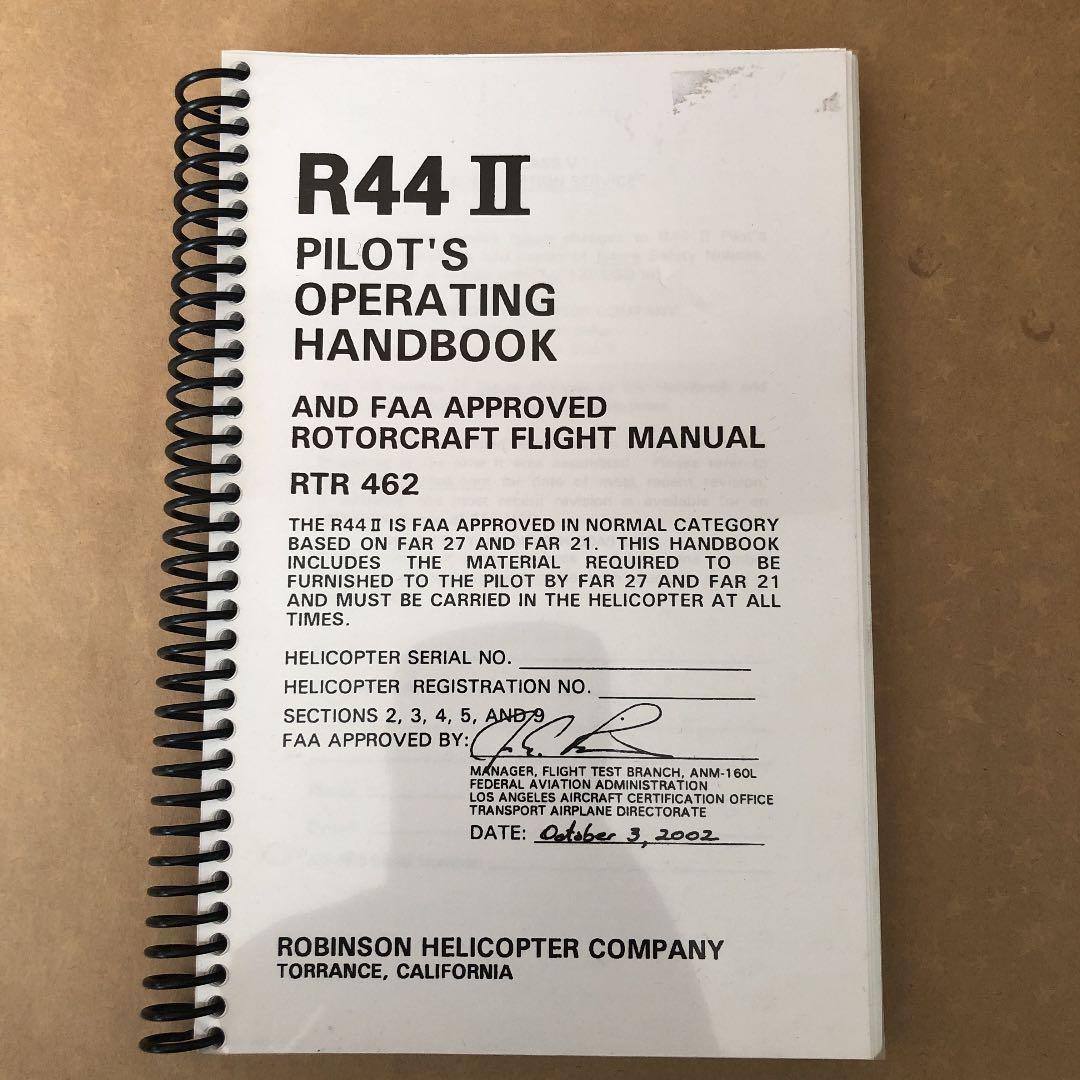 R44 II
PILOT'S
OPERATING
HANDBOOK
AND FAA APPROVED
ROTORCRAFT FLIGHT MANUAL
RTR 462
THE R44 II IS FAA APPROVED IN NORMAL CATEGORY
BASED ON FAR 27 AND FAR 21. THIS HANDBOOK
INCLUDES THE MATERIAL REQUIRED TO BE
FURNISHED TO THE PILOT BY FAR 27 AND FAR 21
AND MUST BE CARRIED IN THE HELICOPTER AT ALL
TIMES.
HELICOPTER SERIAL NO.
HELICOPTER REGISTRATION NO.
SECTIONS 2, 3, 4, 5, AND 9
FAA APPROVED BY:
MANAGER, FLIGHT TEST BRANCH, ANM-160L
FEDERAL AVIATION ADMINISTRATION
LOS ANGELES AIRCRAFT CERTIFICATION OFFICE
TRANSPORT AIRPLANE DIRECTORATE
DATE: October 3, 2002
ROBINSON HELICOPTER COMPANY
TORRANCE, CALIFORNIA